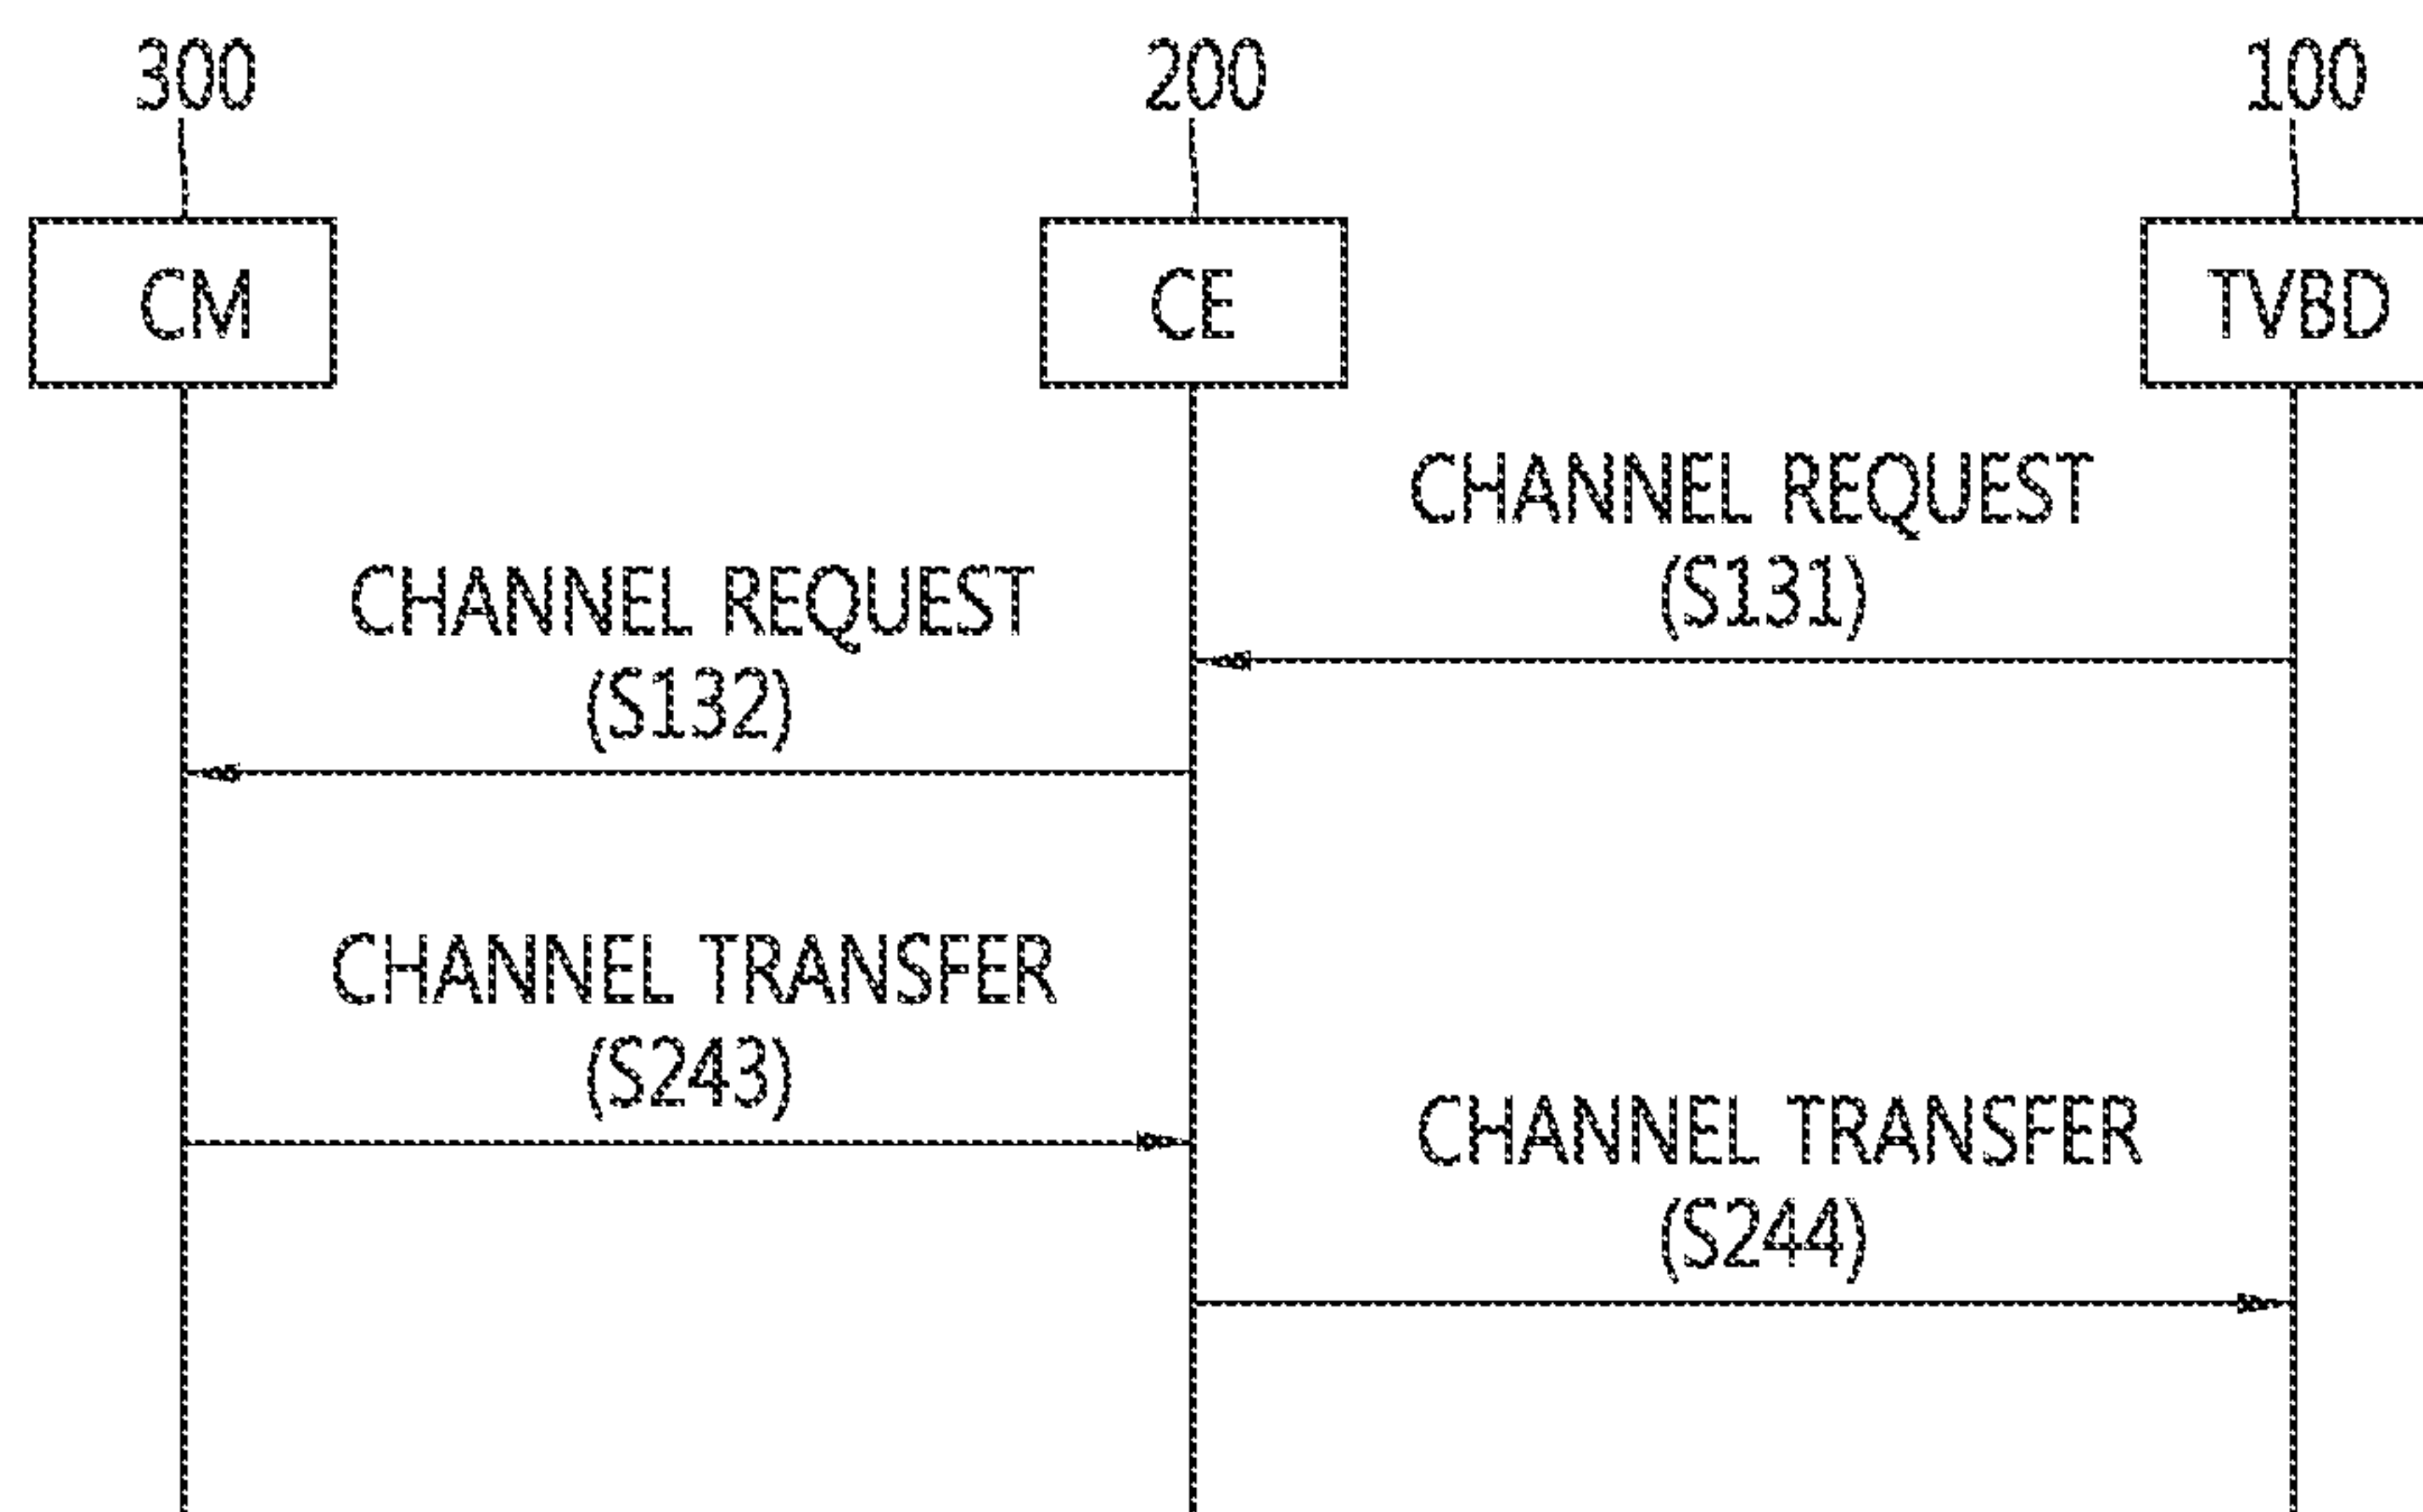 300
200
100
CM
CE
TVBD
CHANNEL REQUEST
(S131)
CHANNEL REQUEST
(S132)
CHANNEL TRANSFER
(S243)
CHANNEL TRANSFER
(S244)